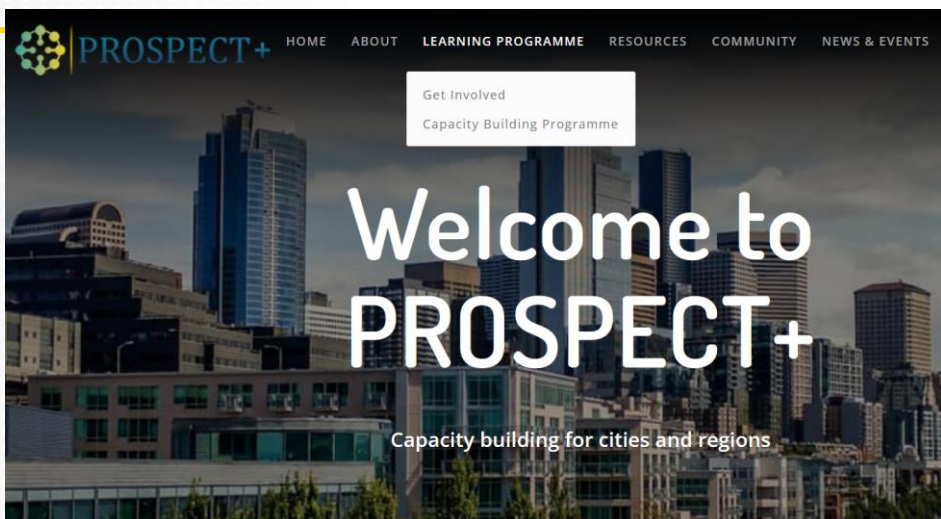 PROSPECT+ HOME ABOUT LEARNING PROGRAMME RESOURCES COMMUNITY NEWS & EVENTS
Get Involved
Capacity Building Programme
Welcome to
PROSPECT+
Capacity building for cities and regions